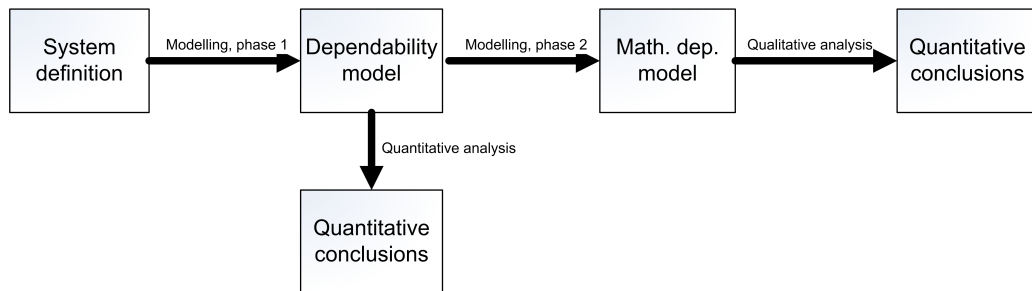 System
definition
Modelling, phase 1
Dependability
model
Modelling, phase 2
Math. dep.
model
Qualitative analysis
Quantitative
conclusions
Quantitative analysis
Quantitative
conclusions